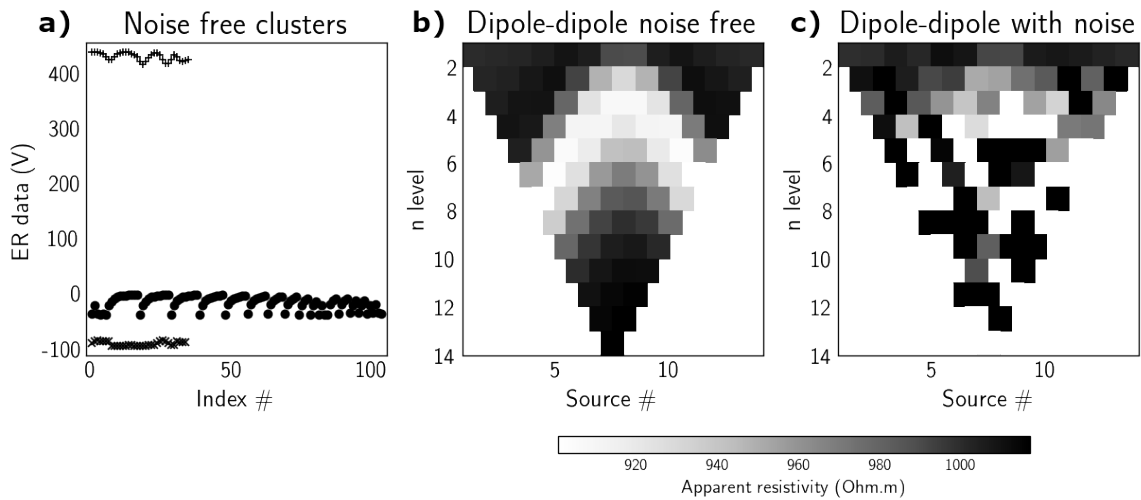 a) Noise free clusters
400
300
200
100
0
-100
ER data (V)
0 50 100
Index #
b) Dipole-dipole noise free
2
4
6
8
10
12
14
n level
5 10
Source #
c) Dipole-dipole with noise
2
4
6
8
10
12
14
n level
5 10
Source #
920 940 960 980 1000
Apparent resistivity (Ohm.m)